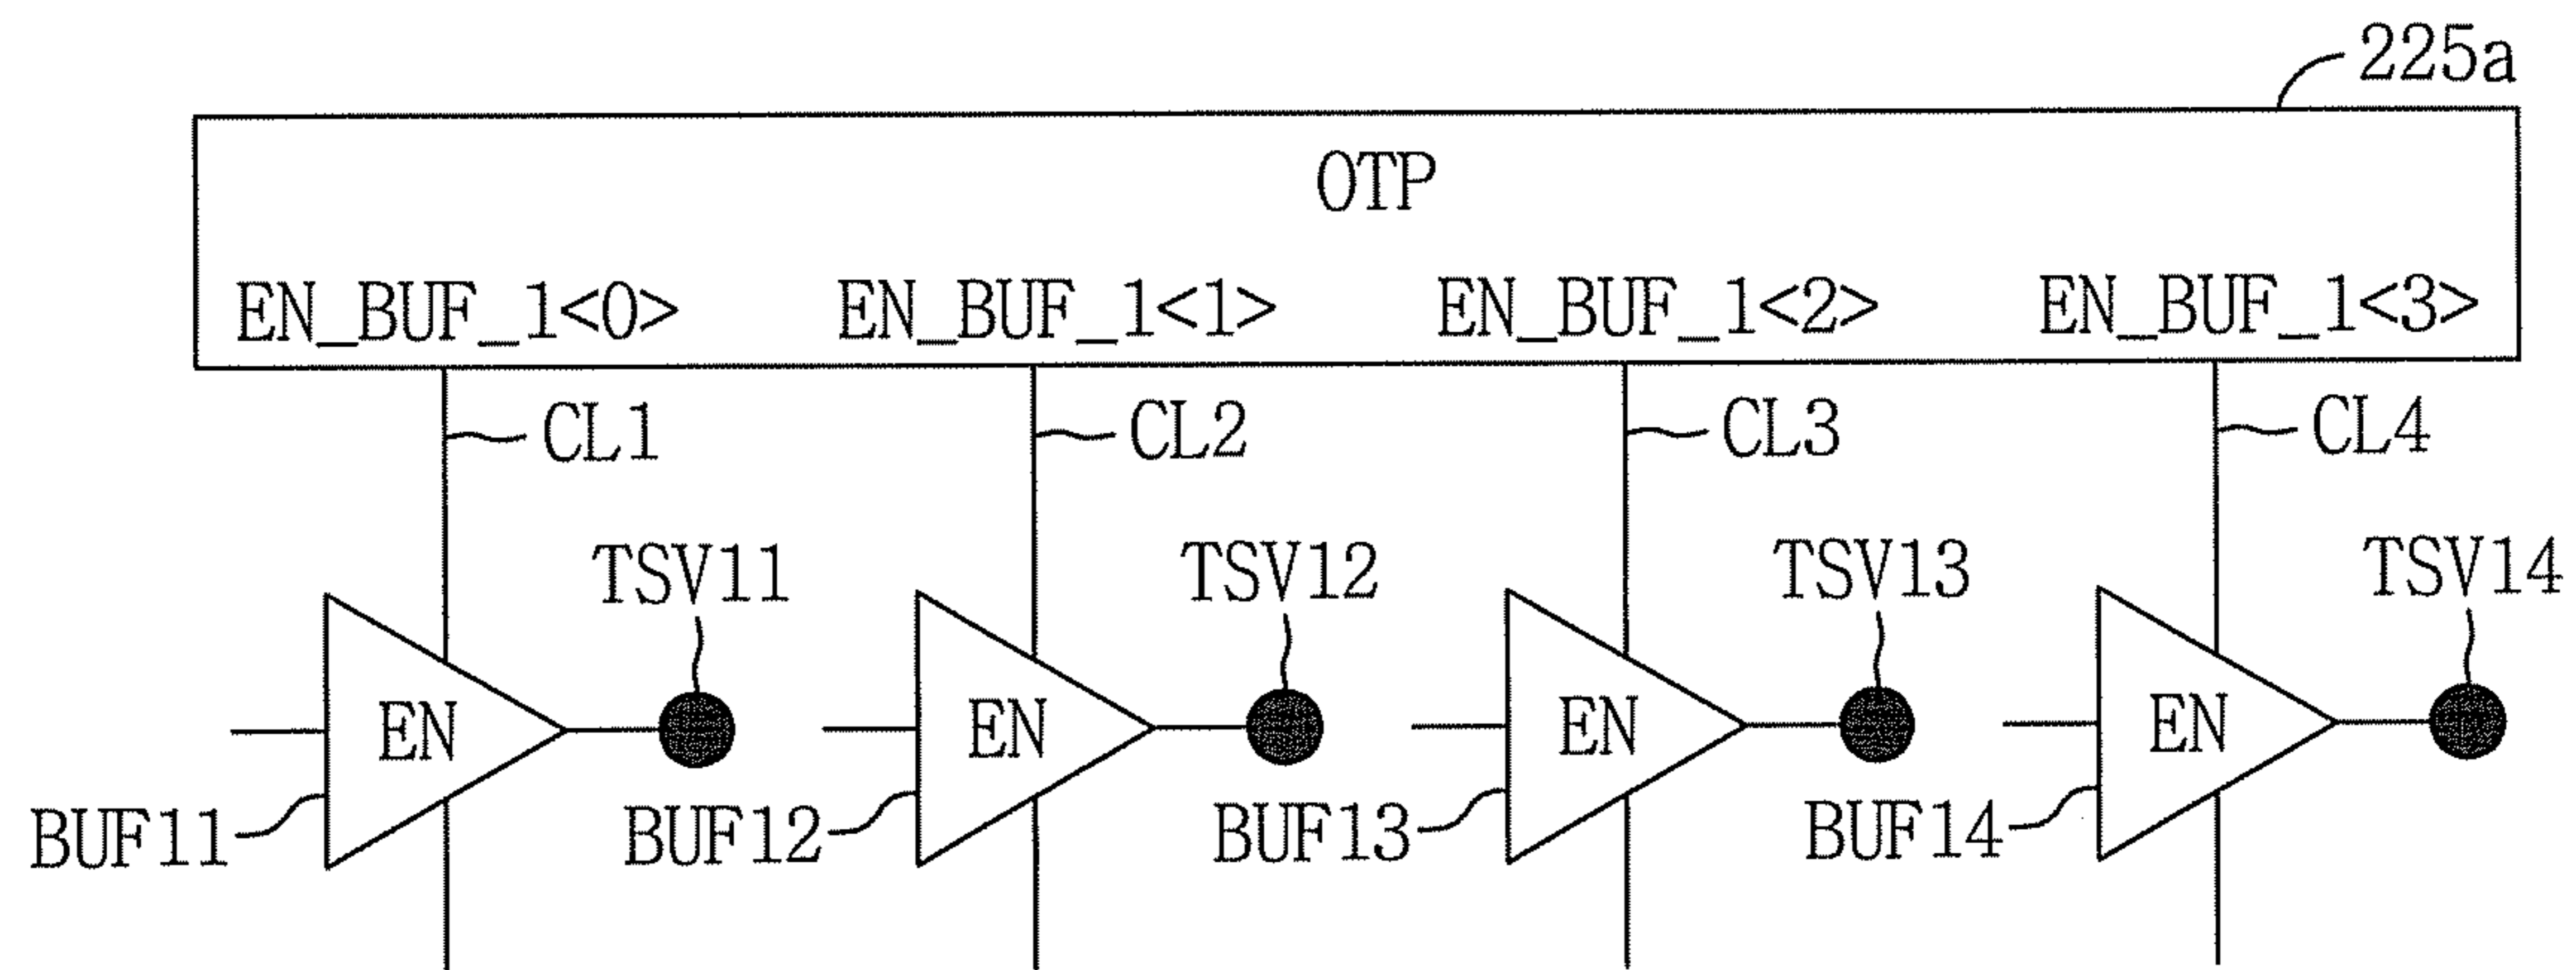 225a
OTP
EN_BUF_1<0> EN_BUF_1<1> EN_BUF_1<2> EN_BUF_1<3>
CL1 CL2 CL3 CL4
TSV11 TSV12 TSV13 TSV14
EN EN EN EN
BUF11 BUF12 BUF13 BUF14